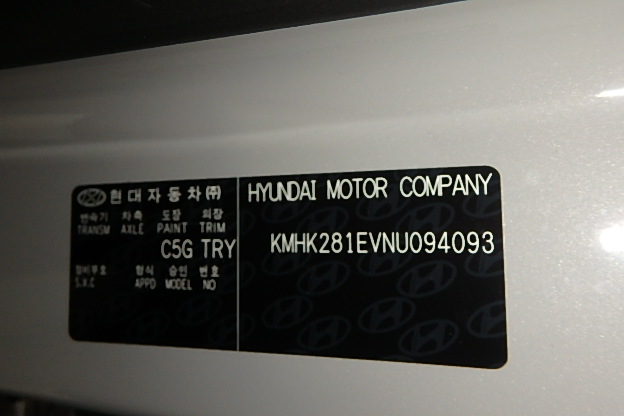 현대자동차㈜
변속기 차축 도장 외장
TRANSM AXLE PAINT TRIM
C5G TRY
장비부호 형식 승인 번호
S.X.C APPD MODEL NO
HYUNDAI MOTOR COMPANY
KMHK281EVNU094093